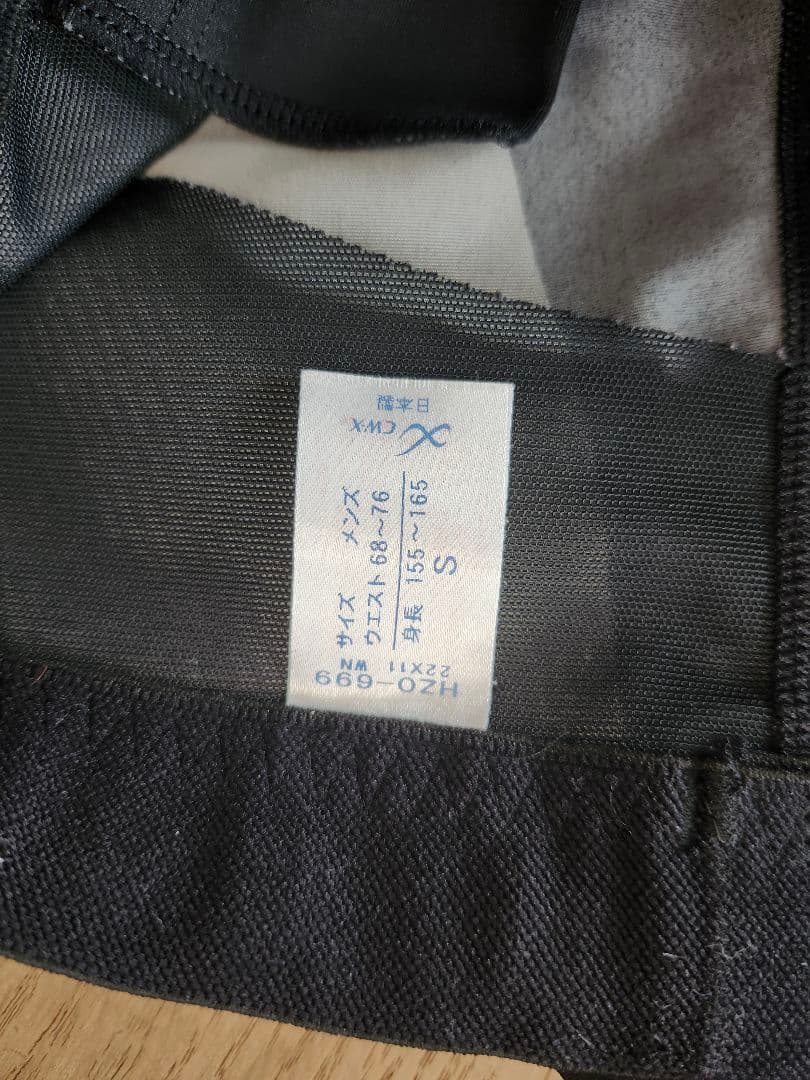 日本製
CW-X
サイズ メンズ
ウエスト 68～76
身長 155～165
S
HZO-699
22X11 WN